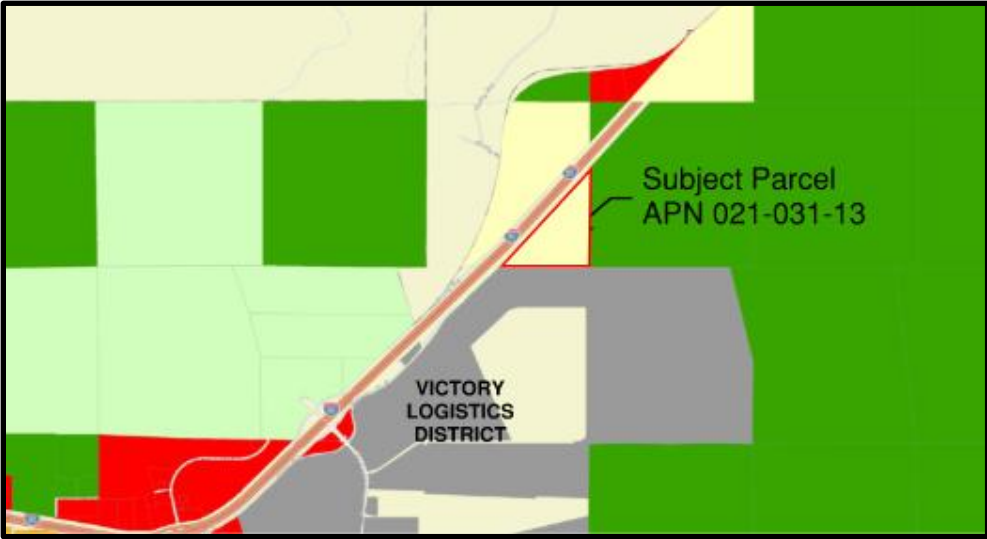 Subject Parcel
APN 021-031-13
VICTORY
LOGISTICS
DISTRICT